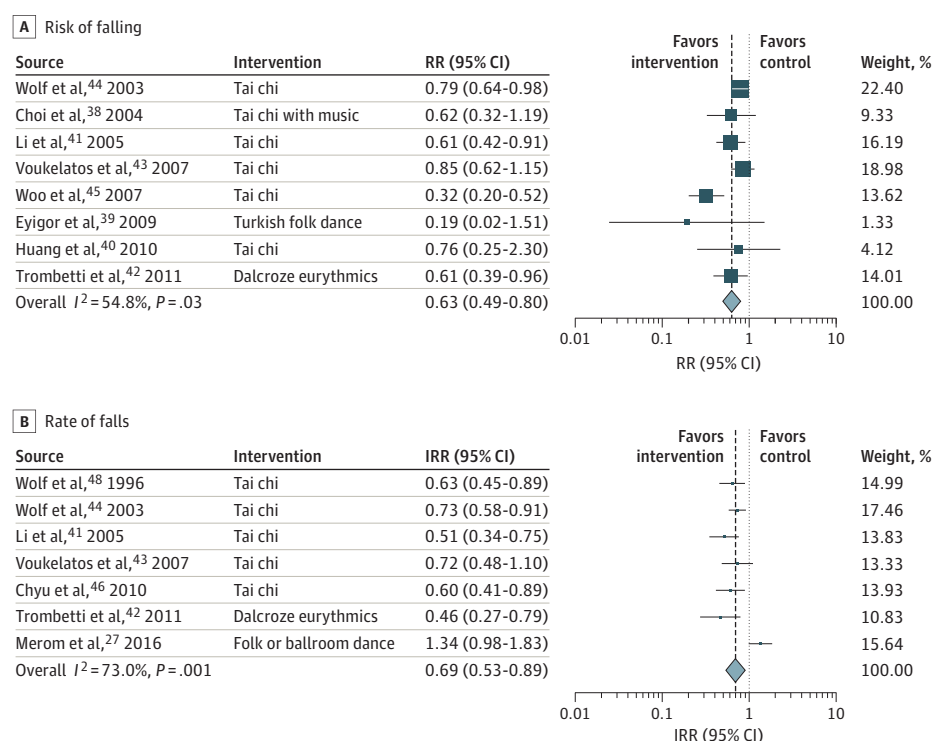 A Risk of falling
Favors intervention Favors control
Source Intervention RR (95% CI) Weight, %
Wolf et al,44 2003 Tai chi 0.79 (0.64-0.98) 22.40
Choi et al,38 2004 Tai chi with music 0.62 (0.32-1.19) 9.33
Li et al,41 2005 Tai chi 0.61 (0.42-0.91) 16.19
Voukelatos et al,43 2007 Tai chi 0.85 (0.62-1.15) 18.98
Woo et al,45 2007 Tai chi 0.32 (0.20-0.52) 13.62
Eyigor et al,39 2009 Turkish folk dance 0.19 (0.02-1.51) 1.33
Huang et al,40 2010 Tai chi 0.76 (0.25-2.30) 4.12
Trombetti et al,42 2011 Dalcroze eurythmics 0.61 (0.39-0.96) 14.01
Overall I2=54.8%, P=.03 0.63 (0.49-0.80) 100.00
0.01 0.1 1 10
RR (95% CI)
B Rate of falls
Favors intervention Favors control
Source Intervention IRR (95% CI) Weight, %
Wolf et al,48 1996 Tai chi 0.63 (0.45-0.89) 14.99
Wolf et al,44 2003 Tai chi 0.73 (0.58-0.91) 17.46
Li et al,41 2005 Tai chi 0.51 (0.34-0.75) 13.83
Voukelatos et al,43 2007 Tai chi 0.72 (0.48-1.10) 13.33
Chyu et al,46 2010 Tai chi 0.60 (0.41-0.89) 13.93
Trombetti et al,42 2011 Dalcroze eurythmics 0.46 (0.27-0.79) 10.83
Merom et al,27 2016 Folk or ballroom dance 1.34 (0.98-1.83) 15.64
Overall I2=73.0%, P=.001 0.69 (0.53-0.89) 100.00
0.01 0.1 1 10
IRR (95% CI)